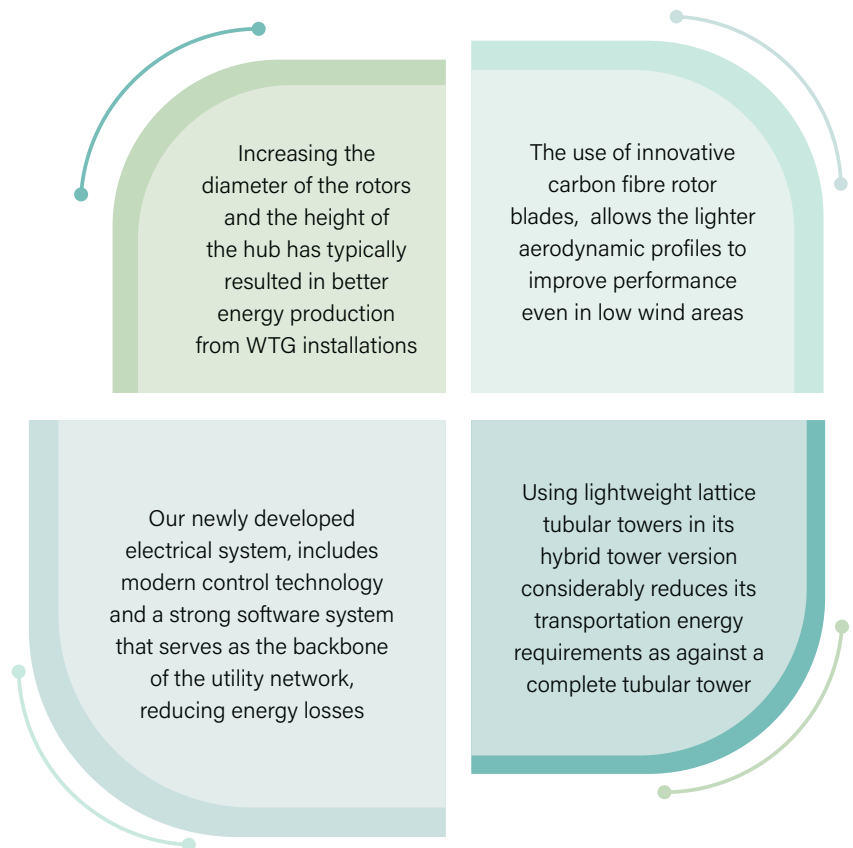 Increasing the
diameter of the rotors
and the height of
the hub has typically
resulted in better
energy production
from WTG installations
The use of innovative
carbon fibre rotor
blades,  allows the lighter
aerodynamic profiles to
improve performance
even in low wind areas
Our newly developed
electrical system, includes
modern control technology
and a strong software system
that serves as the backbone
of the utility network,
reducing energy losses
Using lightweight lattice
tubular towers in its
hybrid tower version
considerably reduces its
transportation energy
requirements as against a
complete tubular tower